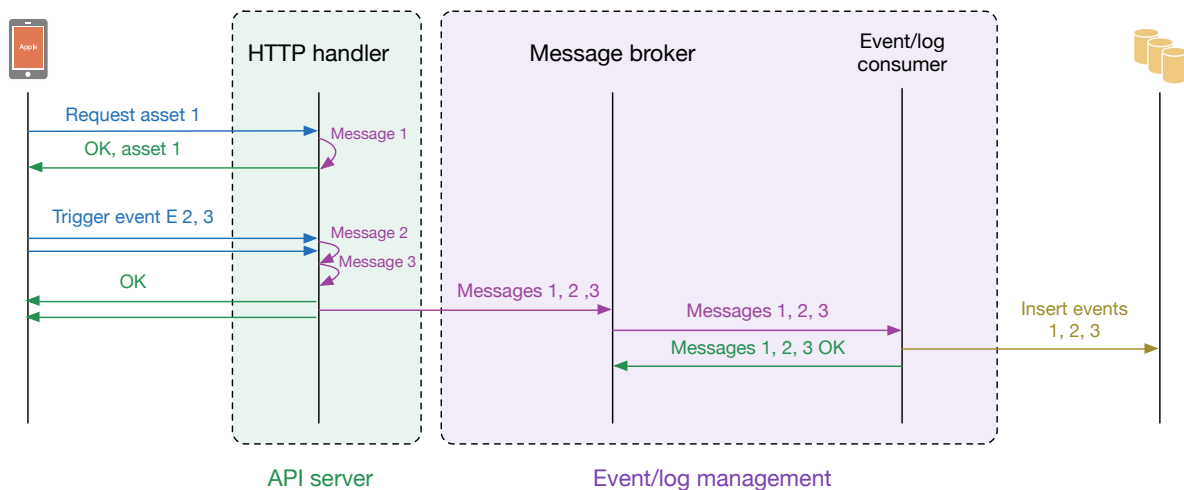 Apple
HTTP handler
Message broker
Event/log
consumer
Request asset 1
Message 1
OK, asset 1
Trigger event E 2, 3
Message 2
Message 3
OK
Messages 1, 2 ,3
Messages 1, 2, 3
Messages 1, 2, 3 OK
Insert events
1, 2, 3
API server
Event/log management